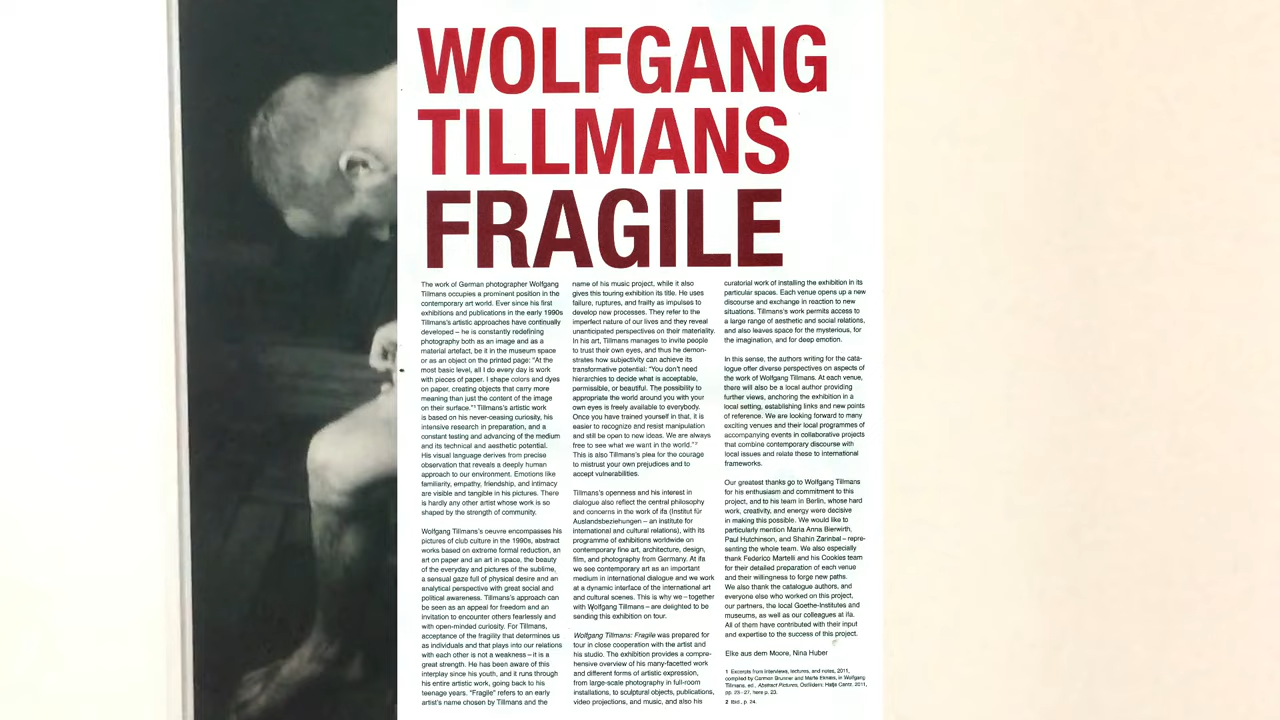 WOLFGANG
TILLMANS
FRAGILE
The work of German photographer Wolfgang
Tillmans occupies a prominent position in the
contemporary art world. Ever since his first
exhibitions and publications in the early 1990s
Tillmans's artistic approaches have continually
developed – he is constantly redefining
photography both as an image and as a
material artefact, be it in the museum space
or as an object on the printed page: "At the
most basic level, all I do every day is work
with pieces of paper. I shape colors and dyes
on paper, creating objects that carry more
meaning than just the content of the image
on their surface."1 Tillmans's artistic work
is based on his never-ceasing curiosity, his
intensive research in preparation, and a
constant testing and advancing of the medium
and its technical and aesthetic potential.
His visual language derives from precise
observation that reveals a deeply human
approach to our environment. Emotions like
familiarity, empathy, friendship, and intimacy
are visible and tangible in his pictures. There
is hardly any other artist whose work is so
shaped by the strength of community.
Wolfgang Tillmans's oeuvre encompasses his
pictures of club culture in the 1990s, abstract
works based on extreme formal reduction, an
art on paper and an art in space, the beauty
of the everyday and pictures of the sublime,
a sensual gaze full of physical desire and an
analytical perspective with great social and
political awareness. Tillmans's approach can
be seen as an appeal for freedom and an
invitation to encounter others fearlessly and
with open-minded curiosity. For Tillmans,
acceptance of the fragility that determines us
as individuals and that plays into our relations
with each other is not a weakness – it is a
great strength. He has been aware of this
interplay since his youth, and it runs through
his entire artistic work, going back to his
teenage years. "Fragile" refers to an early
artist's name chosen by Tillmans and the
name of his music project, while it also
gives this touring exhibition its title. He uses
failure, ruptures, and frailty as impulses to
develop new processes. They refer to the
imperfect nature of our lives and they reveal
unanticipated perspectives on their materiality.
In his art, Tillmans manages to invite people
to trust their own eyes, and thus he demon-
strates how subjectivity can achieve its
transformative potential: "You don't need
hierarchies to decide what is acceptable,
permissible, or beautiful. The possibility to
appropriate the world around you with your
own eyes is freely available to everybody.
Once you have trained yourself in that, it is
easier to recognize and resist manipulation
and still be open to new ideas. We are always
free to see what we want in the world."2
This is also Tillmans's plea for the courage
to mistrust your own prejudices and to
accept vulnerabilities.
Tillmans's openness and his interest in
dialogue also reflect the central philosophy
and concerns in the work of ifa (Institut für
Auslandsbeziehungen – an institute for
international and cultural relations), with its
programme of exhibitions worldwide on
contemporary fine art, architecture, design,
film, and photography from Germany. At ifa
we see contemporary art as an important
medium in international dialogue and we work
at a dynamic interface of the international art
and cultural scenes. This is why we – together
with Wolfgang Tillmans – are delighted to be
sending this exhibition on tour.
Wolfgang Tillmans: Fragile was prepared for
tour in close cooperation with the artist and
his studio. The exhibition provides a compre-
hensive overview of his many-facetted work
and different forms of artistic expression,
from large-scale photography in full-room
installations, to sculptural objects, publications,
video projections, and music, and also his
curatorial work of installing the exhibition in its
particular spaces. Each venue opens up a new
discourse and exchange in reaction to new
situations. Tillmans's work permits access to
a large range of aesthetic and social relations,
and also leaves space for the mysterious, for
the imagination, and for deep emotion.
In this sense, the authors writing for the cata-
logue offer diverse perspectives on aspects of
the work of Wolfgang Tillmans. At each venue,
there will also be a local author providing
further views, anchoring the exhibition in a
local setting, establishing links and new points
of reference. We are looking forward to many
exciting venues and their local programmes of
accompanying events in collaborative projects
that combine contemporary discourse with
local issues and relate these to international
frameworks.
Our greatest thanks go to Wolfgang Tillmans
for his enthusiasm and commitment to this
project, and to his team in Berlin, whose hard
work, creativity, and energy were decisive
in making this possible. We would like to
particularly mention Maria Anna Bierwirth,
Paul Hutchinson, and Shahin Zarinbal – repre-
senting the whole team. We also especially
thank Federico Martelli and his Cookies team
for their detailed preparation of each venue
and their willingness to forge new paths.
We also thank the catalogue authors, and
everyone else who worked on this project,
our partners, the local Goethe-Institutes and
museums, as well as our colleagues at ifa.
All of them have contributed with their input
and expertise to the success of this project.
Elke aus dem Moore, Nina Huber
1 Excerpts from interviews, lectures, and notes, 2011,
compiled by Carmen Brunner and Marte Eknæs, in Wolfgang
Tillmans, ed., Abstract Pictures, Ostfildern: Hatje Cantz, 2011,
pp. 23–27, here p. 23.
2 Ibid., p. 24.